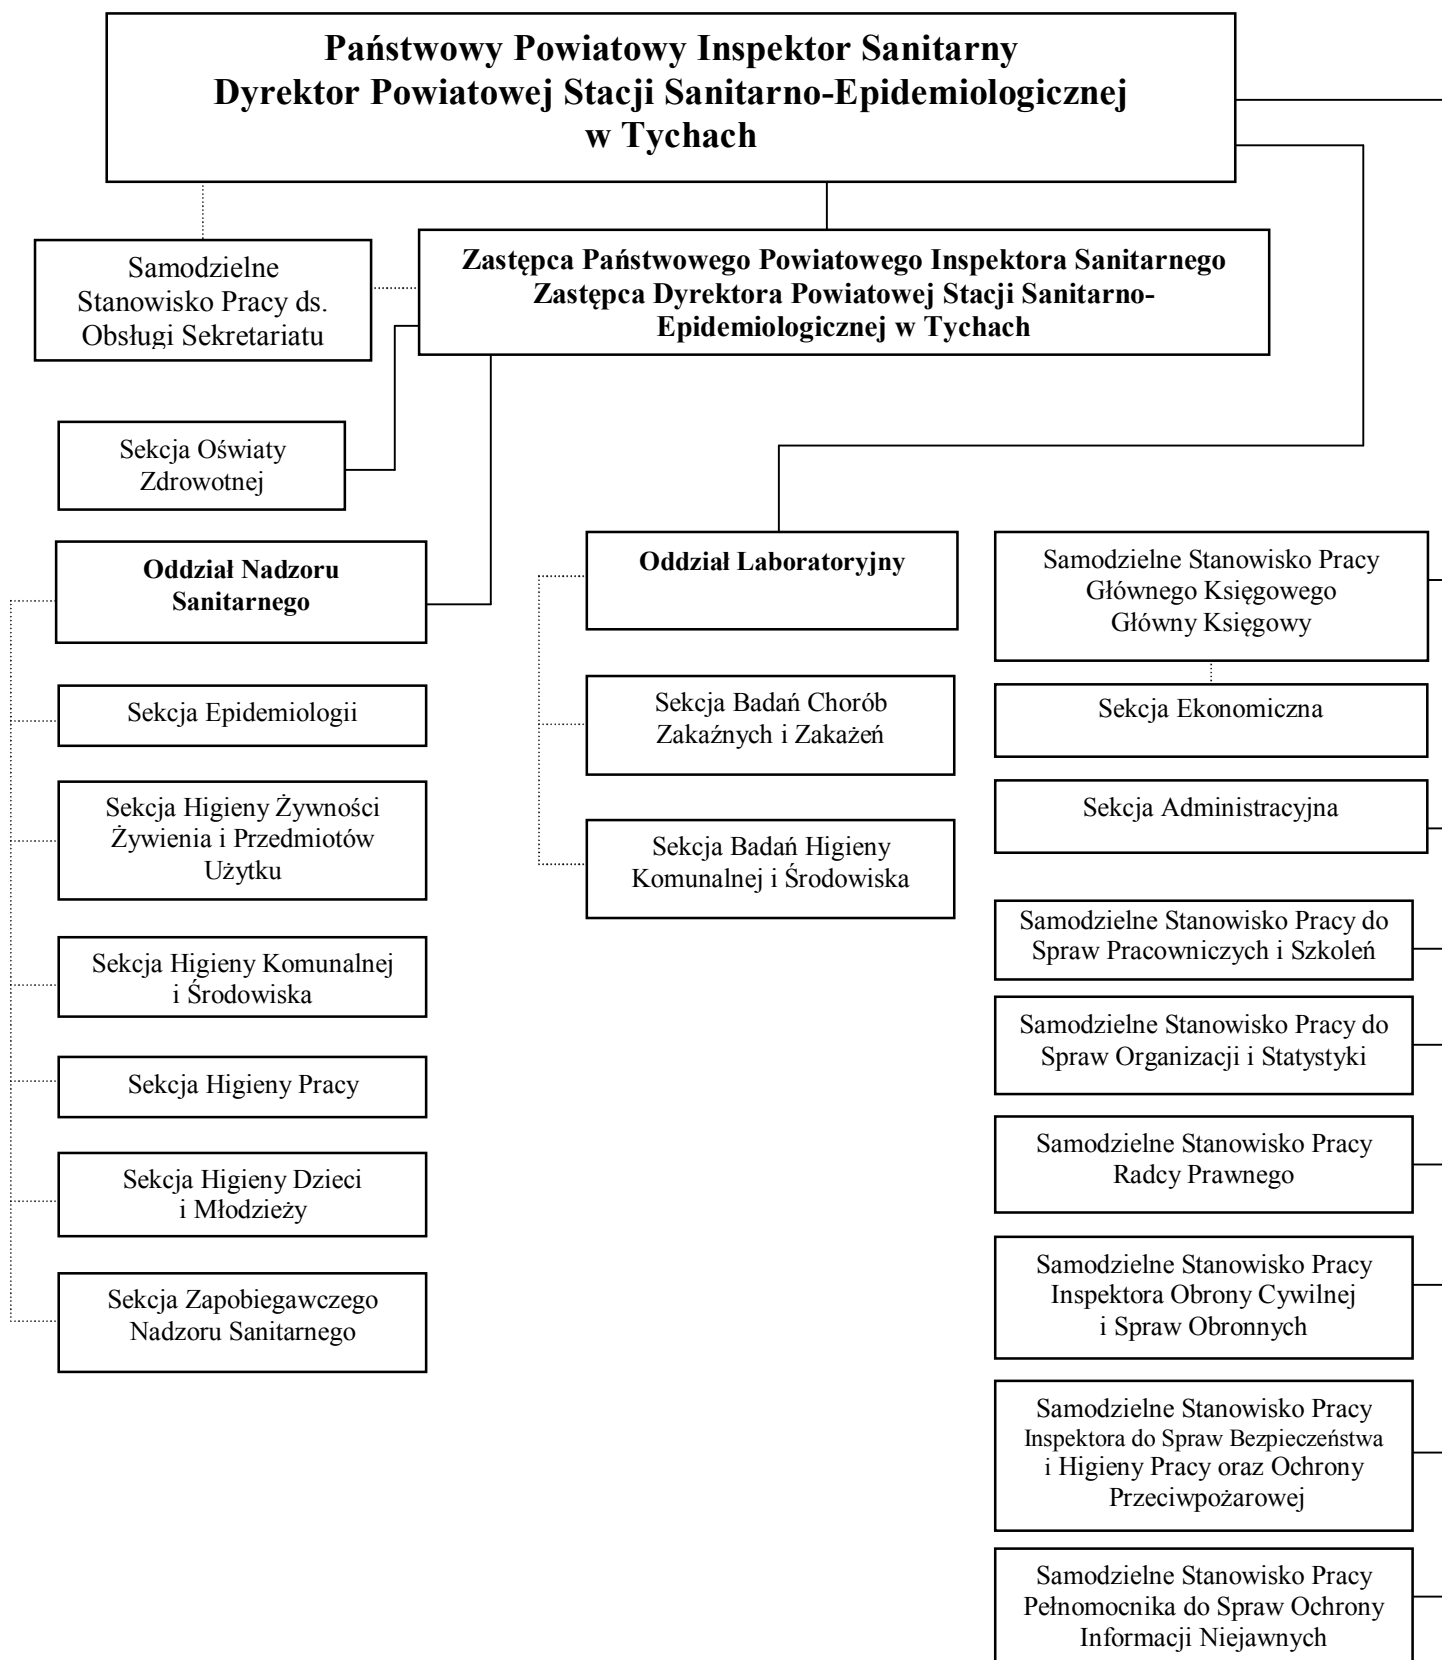 Państwowy Powiatowy Inspektor Sanitarny
Dyrektor Powiatowej Stacji Sanitarno-Epidemiologicznej
w Tychach
Samodzielne
Stanowisko Pracy ds.
Obsługi Sekretariatu
Zastępca Państwowego Powiatowego Inspektora Sanitarnego
Zastępca Dyrektora Powiatowej Stacji Sanitarno-
Epidemiologicznej w Tychach
Sekcja Oświaty
Zdrowotnej
Oddział Nadzoru
Sanitarnego
Sekcja Epidemiologii
Sekcja Higieny Żywności
Żywienia i Przedmiotów
Użytku
Sekcja Higieny Komunalnej
i Środowiska
Sekcja Higieny Pracy
Sekcja Higieny Dzieci
i Młodzieży
Sekcja Zapobiegawczego
Nadzoru Sanitarnego
Oddział Laboratoryjny
Sekcja Badań Chorób
Zakaźnych i Zakażeń
Sekcja Badań Higieny
Komunalnej i Środowiska
Samodzielne Stanowisko Pracy
Głównego Księgowego
Główny Księgowy
Sekcja Ekonomiczna
Sekcja Administracyjna
Samodzielne Stanowisko Pracy do
Spraw Pracowniczych i Szkoleń
Samodzielne Stanowisko Pracy do
Spraw Organizacji i Statystyki
Samodzielne Stanowisko Pracy
Radcy Prawnego
Samodzielne Stanowisko Pracy
Inspektora Obrony Cywilnej
i Spraw Obronnych
Samodzielne Stanowisko Pracy
Inspektora do Spraw Bezpieczeństwa
i Higieny Pracy oraz Ochrony
Przeciwpożarowej
Samodzielne Stanowisko Pracy
Pełnomocnika do Spraw Ochrony
Informacji Niejawnych